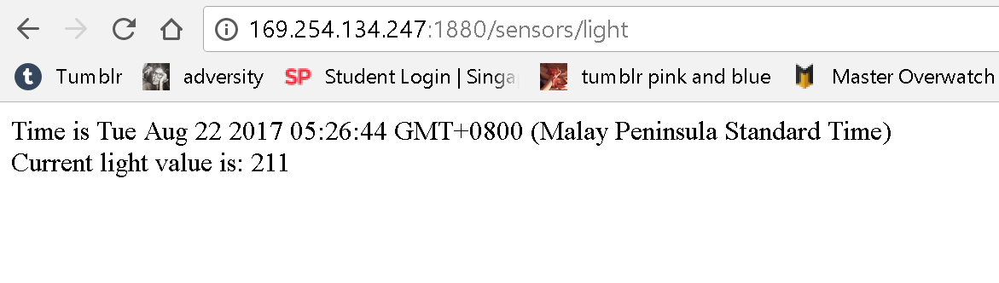 169.254.134.247:1880/sensors/light
t Tumblr adversity SP Student Login | Singa tumblr pink and blue Master Overwatch
Time is Tue Aug 22 2017 05:26:44 GMT+0800 (Malay Peninsula Standard Time)
Current light value is: 211